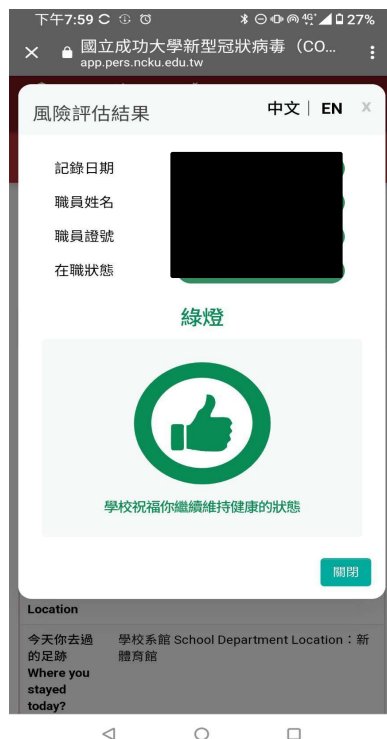 下午7:59
27%
國立成功大學新型冠狀病毒（CO...
app.pers.ncku.edu.tw
風險評估結果
中文| EN x
記錄日期
職員姓名
職員證號
在職狀態
綠燈
學校祝福你繼續維持健康的狀態
關閉
Location
今天你去過的足跡
Where you
stayed
today?
學校系館 School Department Location：新
體育館